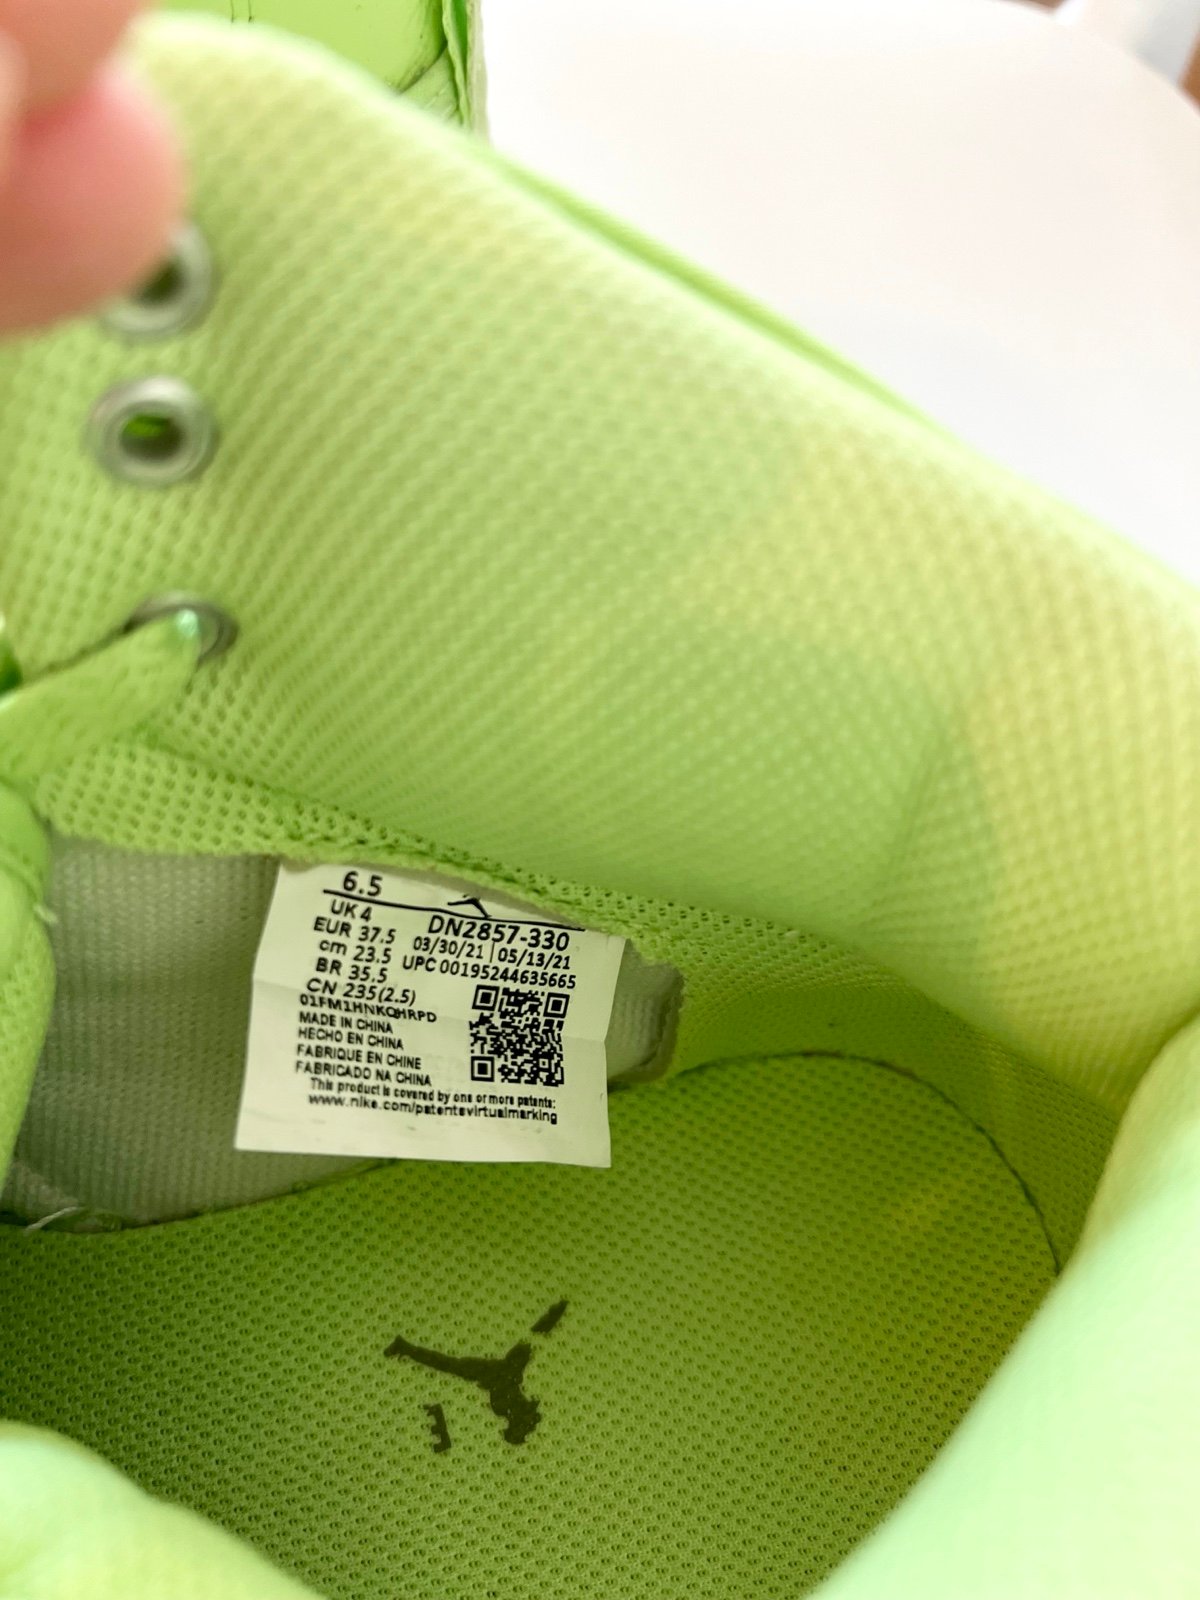 6.5
UK 4
EUR 37.5
cm 23.5
BR 35.5
CN 235(2.5)
DN2857-330
03/30/21 | 05/13/21
UPC 00195244635665
01FM1HNKQHRPD
MADE IN CHINA
HECHO EN CHINA
FABRIQUE EN CHINE
FABRICADO NA CHINA
This product is covered by one or more patents:
www.nike.com/patentsvirtualmarking